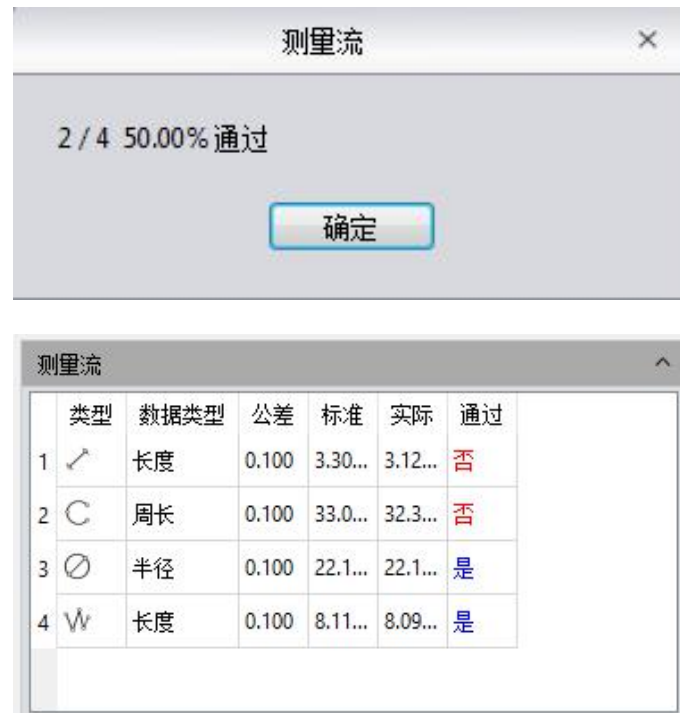 测量流
2 / 4 50.00% 通过
确定
测量流
类型 数据类型 公差 标准 实际 通过
1 长度 0.100 3.30... 3.12... 否
2 周长 0.100 33.0... 32.3... 否
3 半径 0.100 22.1... 22.1... 是
4 长度 0.100 8.11... 8.09... 是